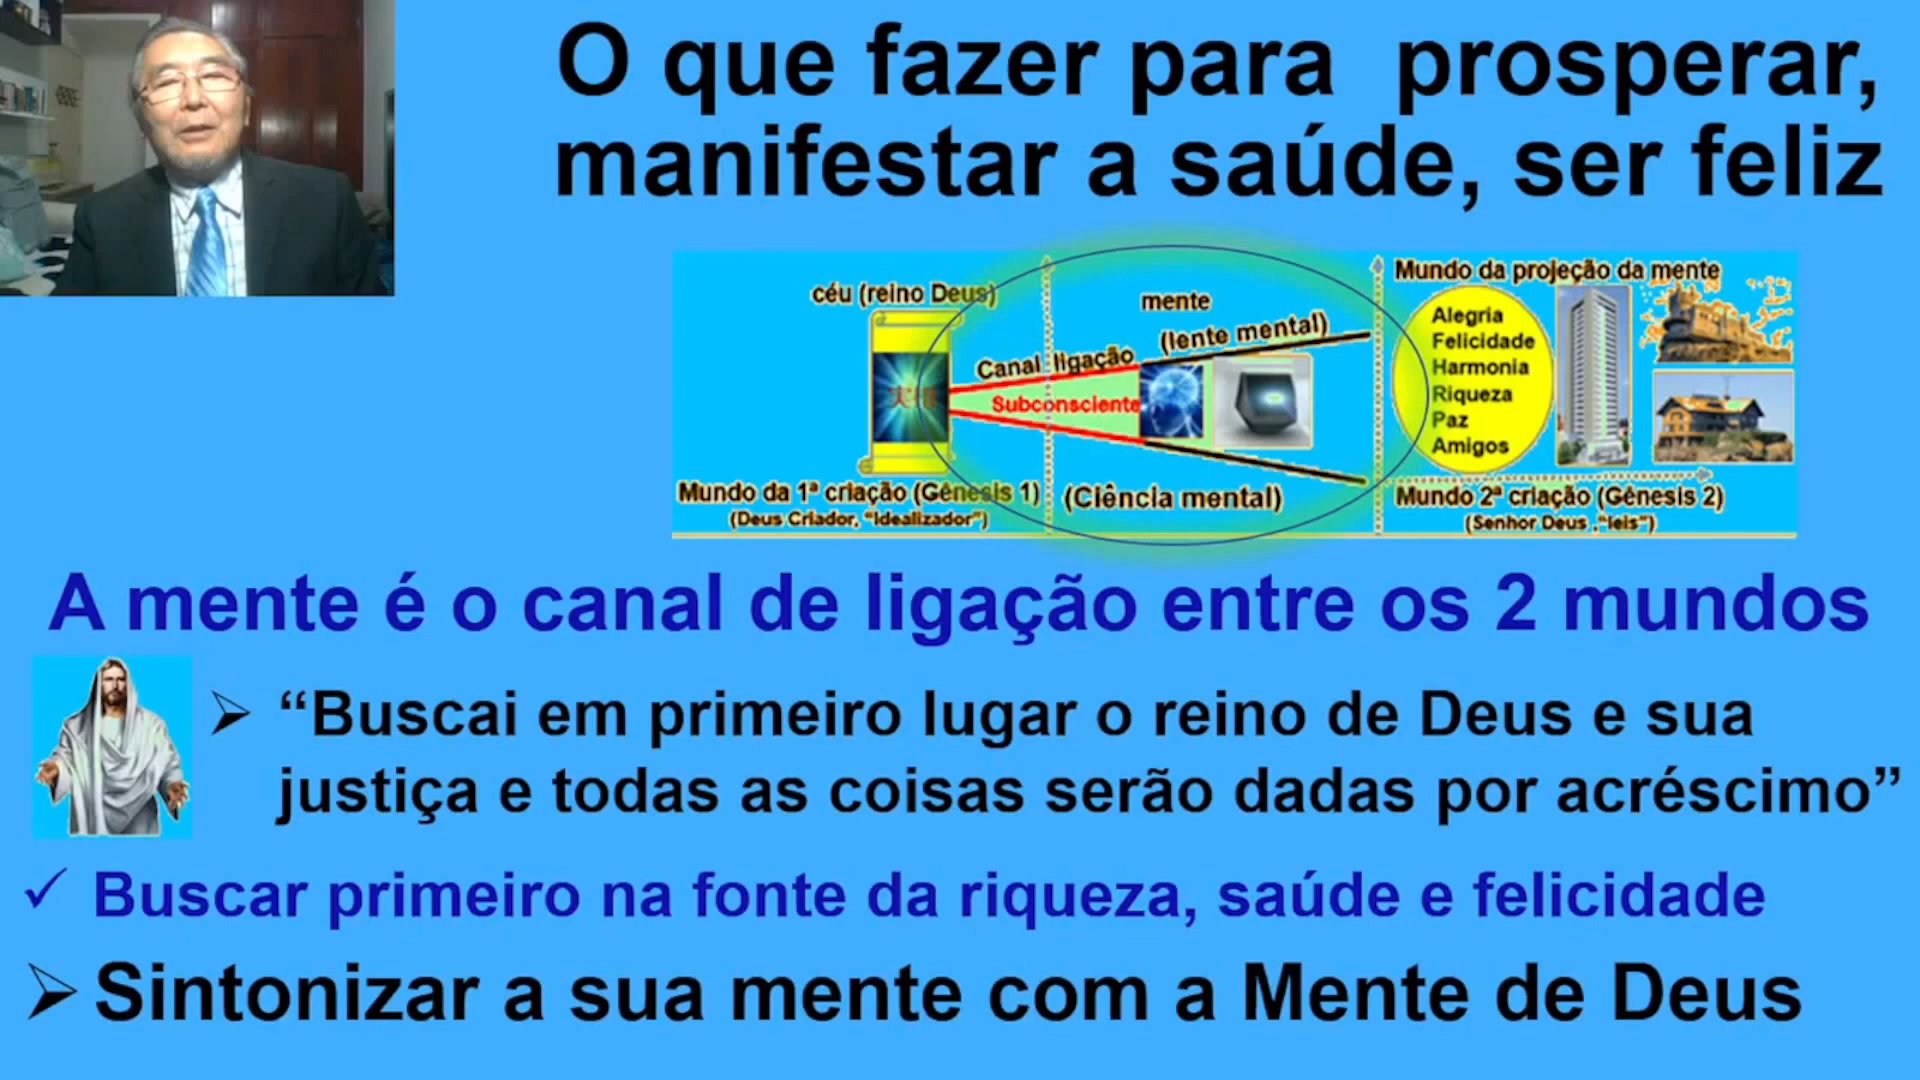 O que fazer para prosperar,
manifestar a saúde, ser feliz
céu (reino Deus)
mente
(lente mental)
Canal ligação
Subconsciente
Mundo da projeção da mente
Alegria
Felicidade
Harmonia
Riqueza
Paz
Amigos
Mundo da 1ª criação (Gênesis 1)
(Deus Criador, "Idealizador")
(Ciência mental)
Mundo 2ª criação (Gênesis 2)
(Senhor Deus ,"leis")
A mente é o canal de ligação entre os 2 mundos
➢ “Buscai em primeiro lugar o reino de Deus e sua
justiça e todas as coisas serão dadas por acréscimo”
✓ Buscar primeiro na fonte da riqueza, saúde e felicidade
➢ Sintonizar a sua mente com a Mente de Deus